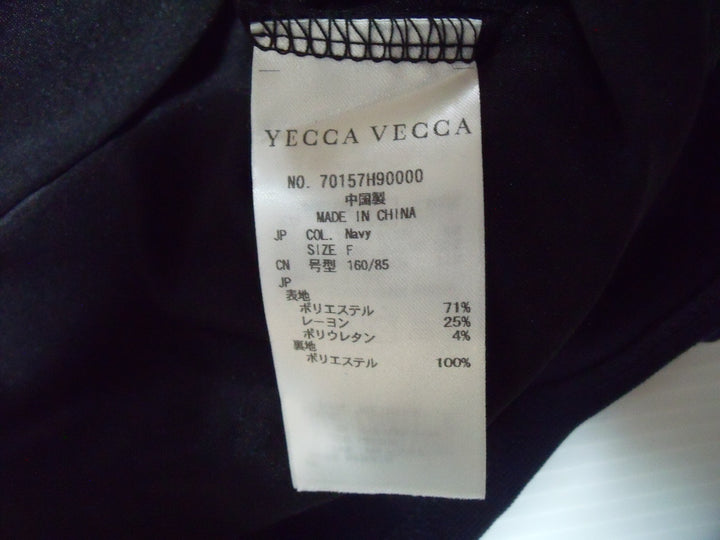 YECCA VECCA
NO. 70157H90000
中国製
MADE IN CHINA
JP COL. Navy
SIZE F
CN 号型 160/85
JP
表地
ポリエステル 71%
レーヨン 25%
ポリウレタン 4%
裏地
ポリエステル 100%